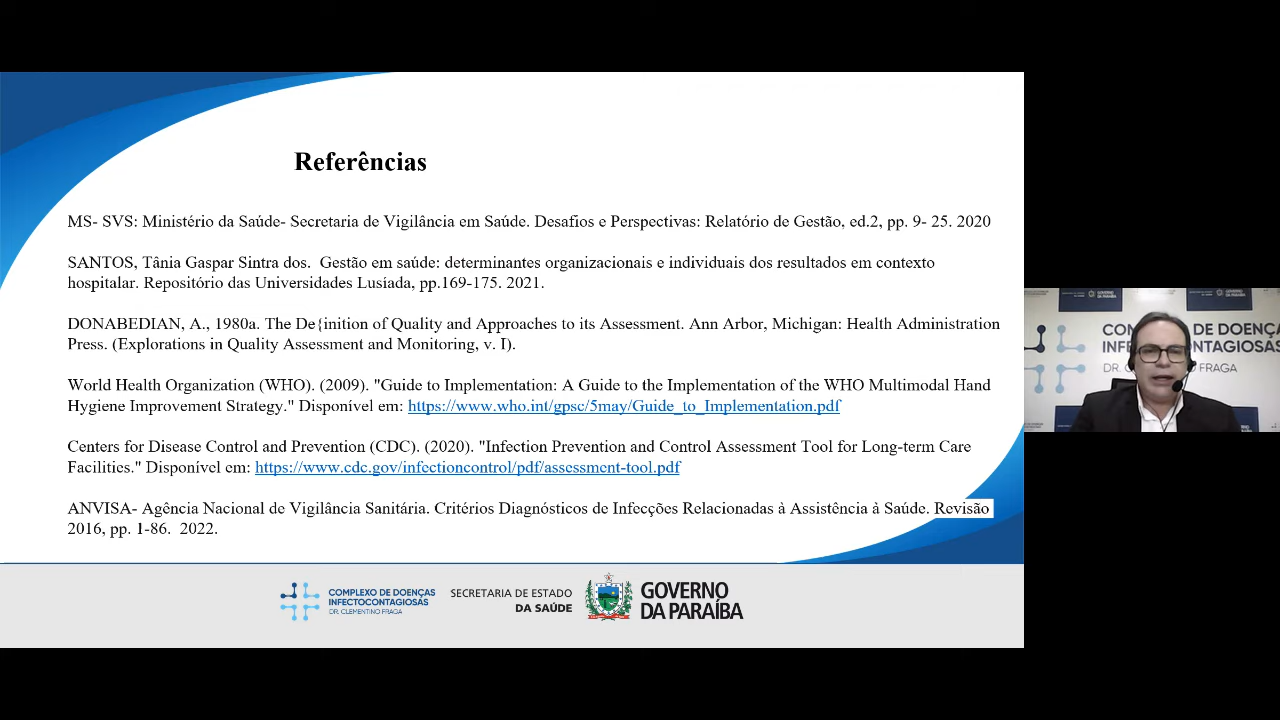 Referências
MS- SVS: Ministério da Saúde- Secretaria de Vigilância em Saúde. Desafios e Perspectivas: Relatório de Gestão, ed.2, pp. 9- 25. 2020
SANTOS, Tânia Gaspar Sintra dos.  Gestão em saúde: determinantes organizacionais e individuais dos resultados em contexto
hospitalar. Repositório das Universidades Lusíada, pp.169-175. 2021.
DONABEDIAN, A., 1980a. The De{inition of Quality and Approaches to its Assessment. Ann Arbor, Michigan: Health Administration
Press. (Explorations in Quality Assessment and Monitoring, v. I).
World Health Organization (WHO). (2009). "Guide to Implementation: A Guide to the Implementation of the WHO Multimodal Hand
Hygiene Improvement Strategy." Disponível em: https://www.who.int/gpsc/5may/Guide_to_Implementation.pdf
Centers for Disease Control and Prevention (CDC). (2020). "Infection Prevention and Control Assessment Tool for Long-term Care
Facilities." Disponível em: https://www.cdc.gov/infectioncontrol/pdf/assessment-tool.pdf
ANVISA- Agência Nacional de Vigilância Sanitária. Critérios Diagnósticos de Infecções Relacionadas à Assistência à Saúde. Revisão
2016, pp. 1-86.  2022.
COMPLEXO DE DOENÇAS
INFECTOCONTAGIOSAS
DR. CLEMENTINO FRAGA
SECRETARIA DE ESTADO
DA SAÚDE
GOVERNO
DA PARAÍBA
DE DOENÇAS
INFECTOCONTAGIOSAS
FRAGA